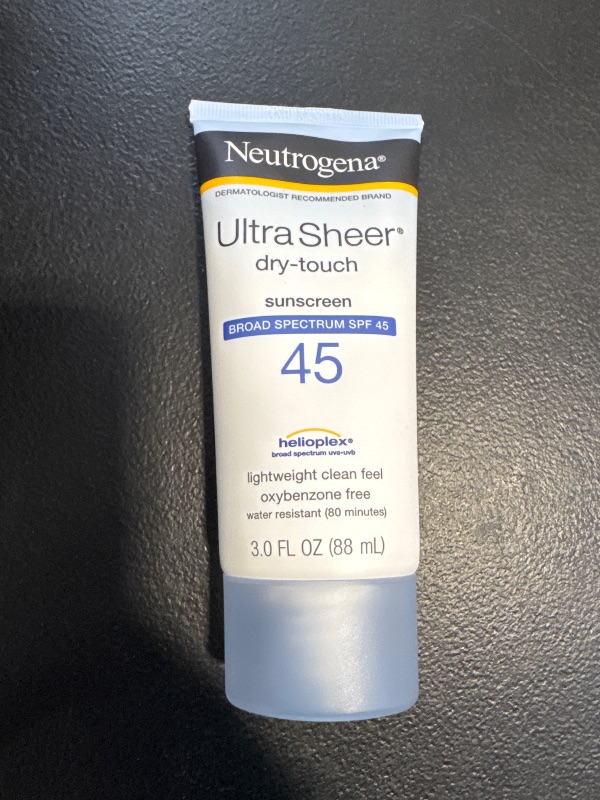 Neutrogena®
DERMATOLOGIST RECOMMENDED BRAND
Ultra Sheer®
dry-touch
sunscreen
BROAD SPECTRUM SPF 45
45
helioplex®
broad spectrum uva-uvb
lightweight clean feel
oxybenzone free
water resistant (80 minutes)
3.0 FL OZ (88 mL)